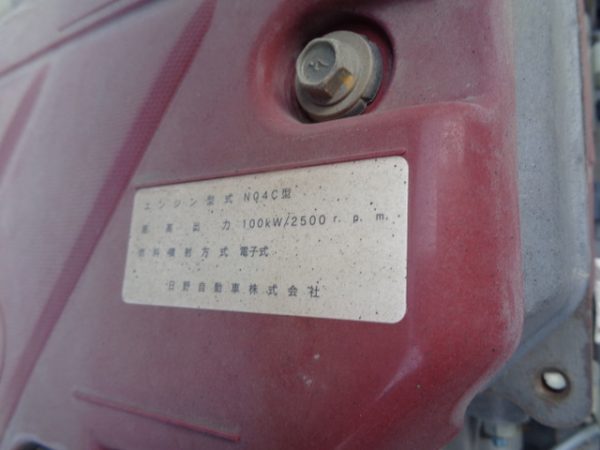 エンジン型式 N04C型
最高出力 100kW/2500 r. p. m.
燃料噴射方式 電子式
日野自動車株式会社